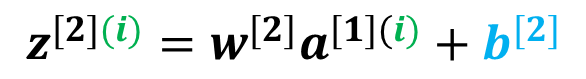 z^{[2](i)} = w^{[2]}a^{[1](i)} + b^{[2]}